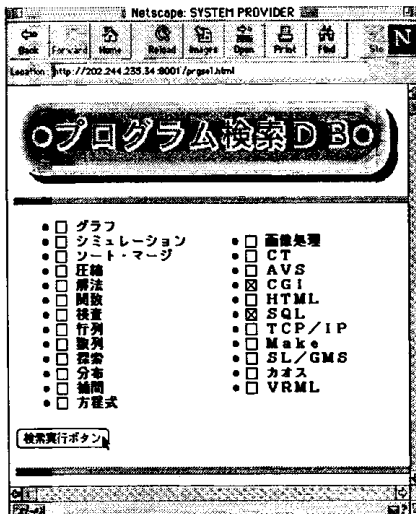 Netscape: SYSTEM PROVIDER
Back Forward Home Reload Images Open Print Find
Location: http://202.244.235.34:8001/prgsel.html
○プログラム検索DB○
グラフ
シミュレーション
ソート・マージ
圧縮
解法
関数
検査
行列
数列
探索
分布
補間
方程式
画像処理
CT
AVS
CGI
HTML
SQL
TCP/IP
Make
SL/GMS
カオス
VRML
検索実行ボタン